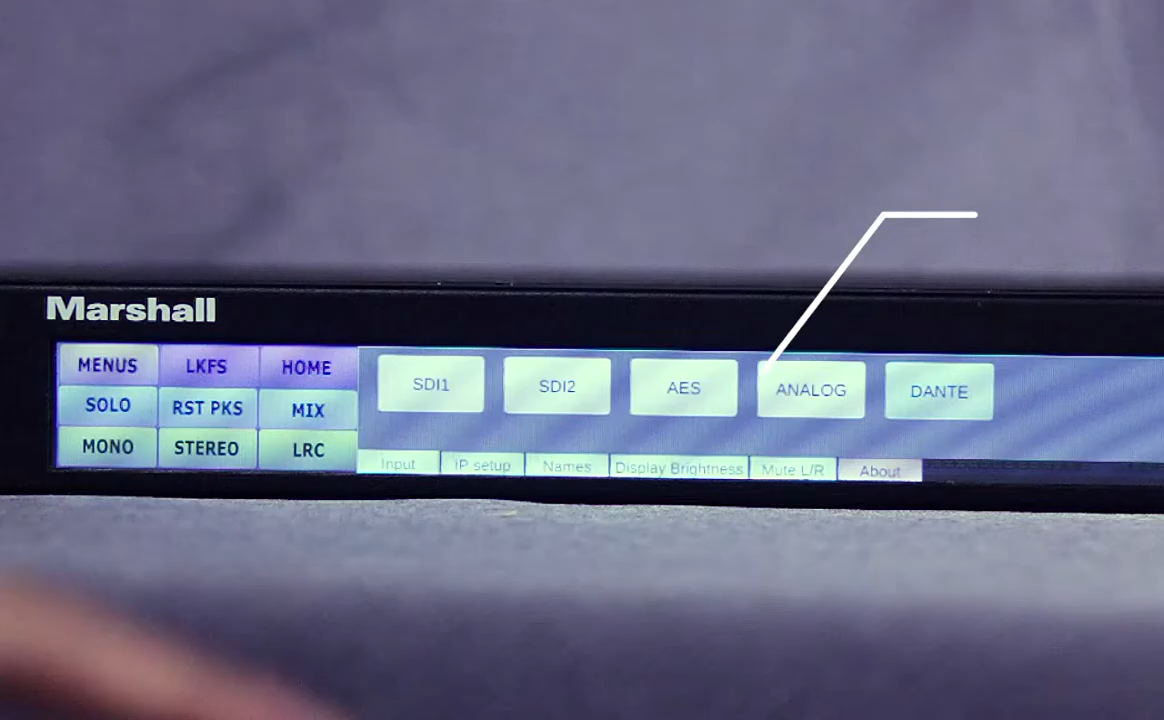 Marshall
MENUS LKFS HOME
SOLO RST PKS MIX
MONO STEREO LRC
SDI1 SDI2 AES ANALOG DANTE
Input IP setup Names Display Brightness Mute L/R About